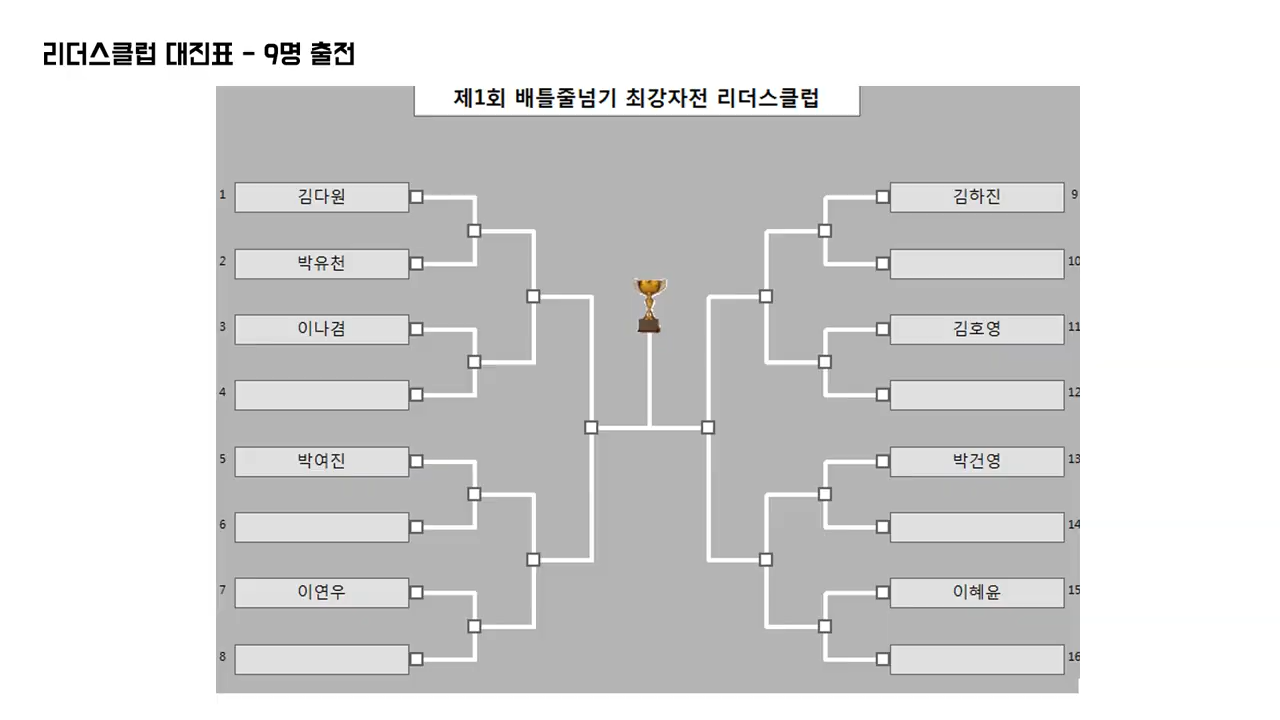 리더스클럽 대진표 - 9명 출전
제1회 배틀줄넘기 최강자전 리더스클럽
1 김다원
2 박유천
3 이나겸
4
5 박여진
6
7 이연우
8
김하진 9
10
김호영 11
12
박건영 13
14
이혜윤 15
16